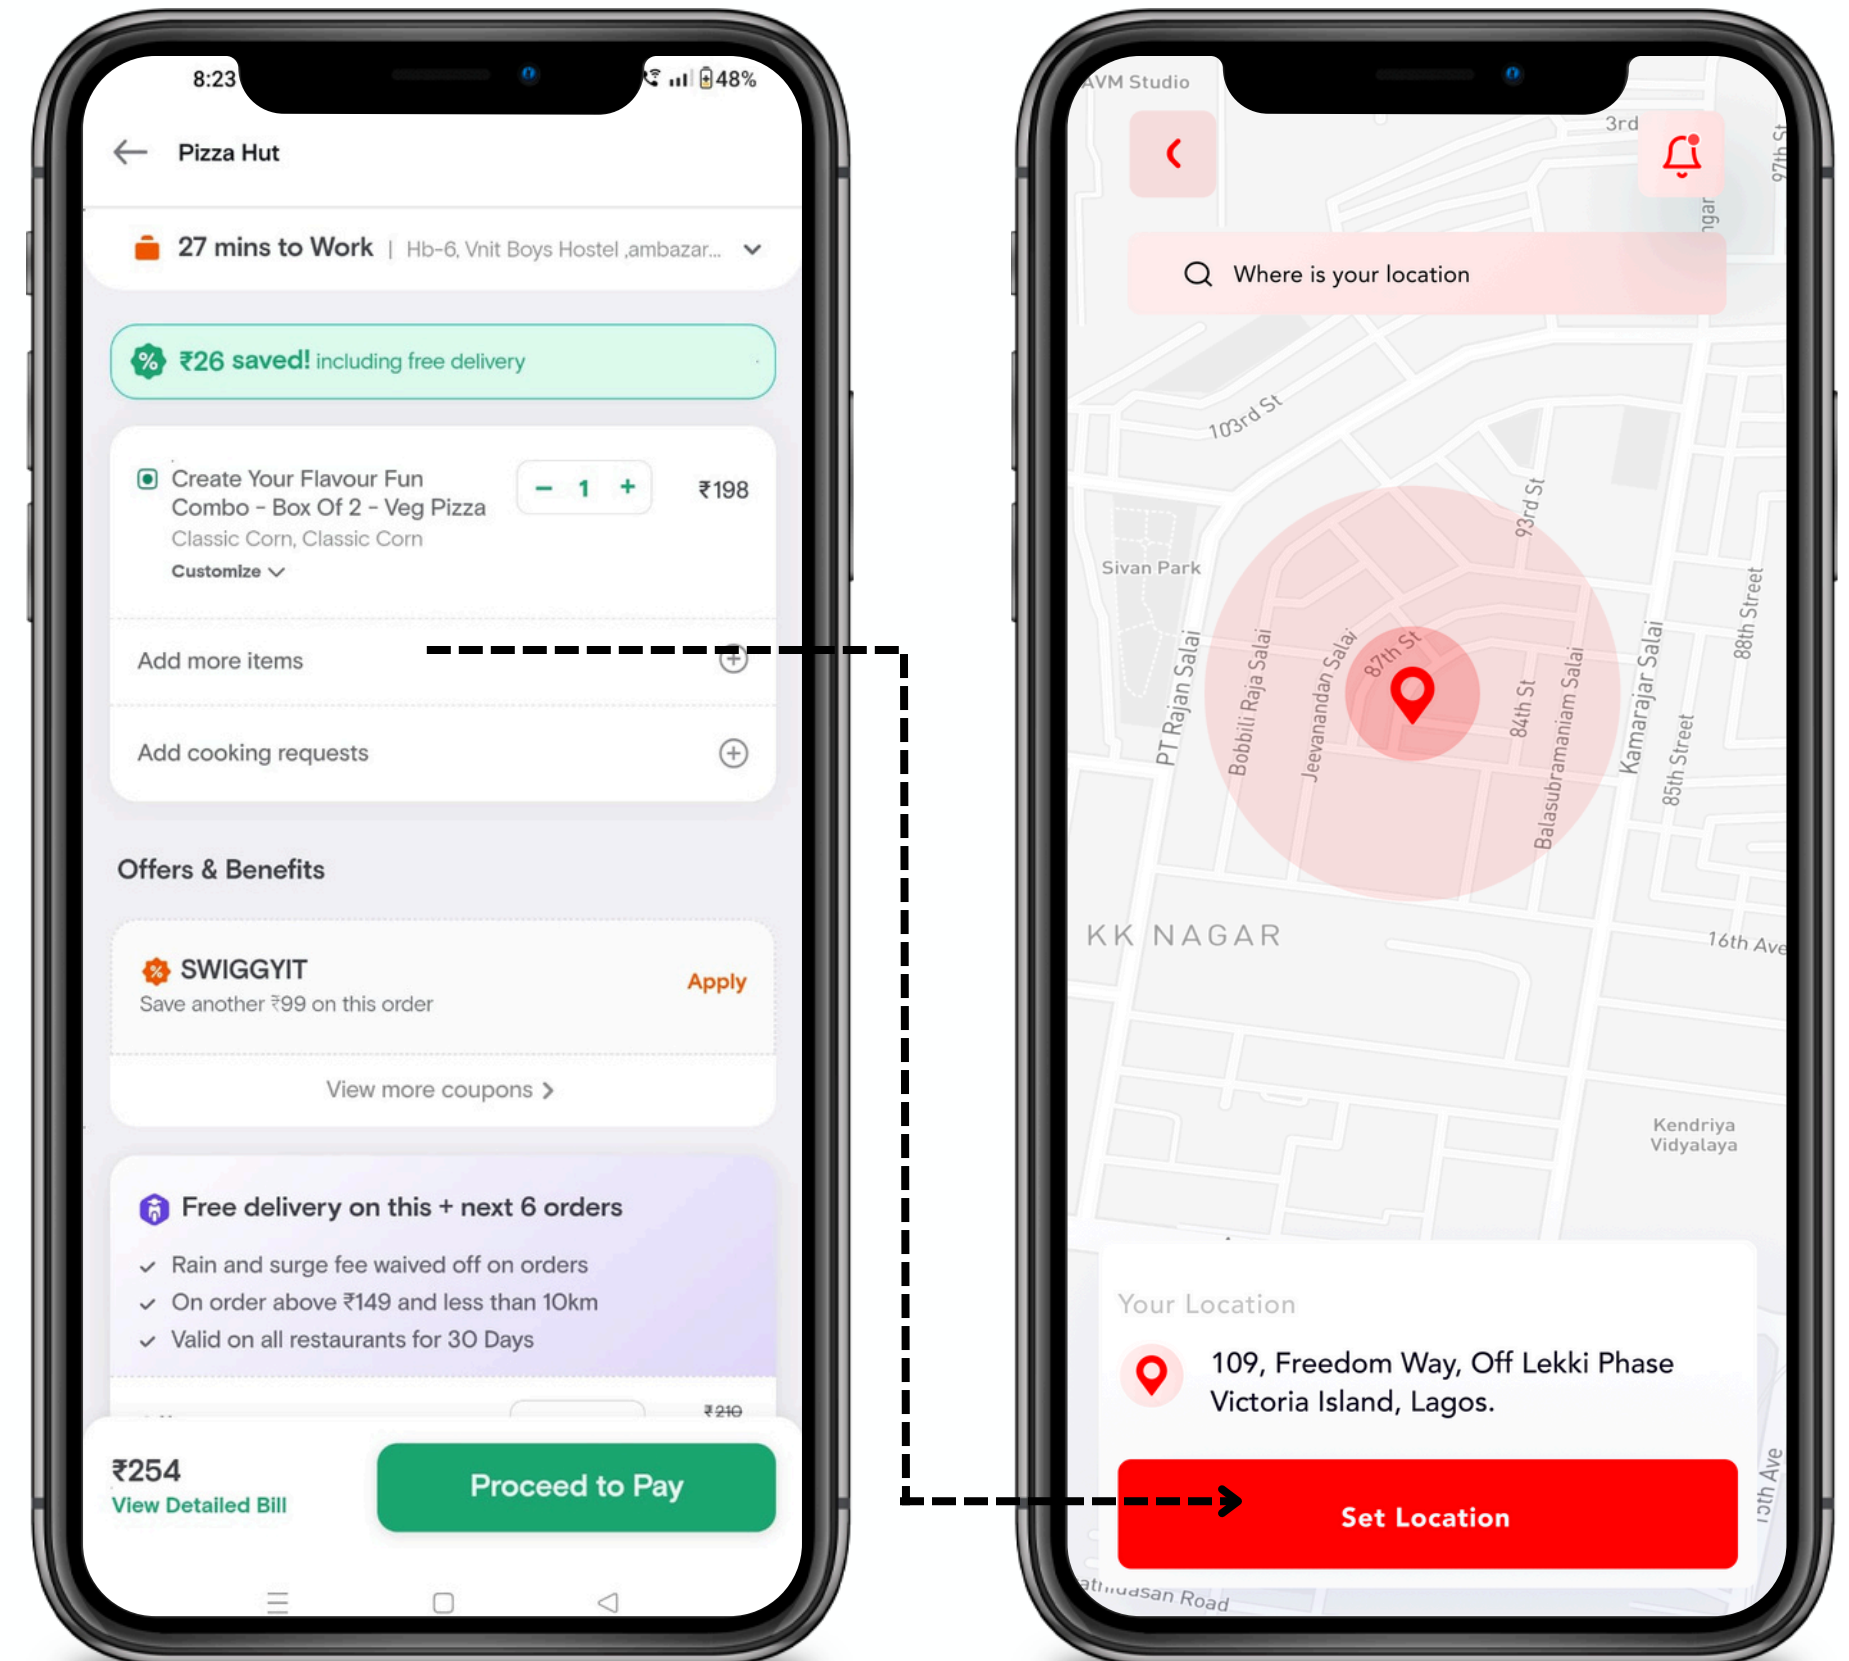 8:23
48%
Pizza Hut
27 mins to Work | Hb-6, Vnit Boys Hostel ,ambazar...
₹26 saved! including free delivery
Create Your Flavour Fun
Combo - Box Of 2 - Veg Pizza
Classic Corn, Classic Corn
Customize
- 1 +
₹198
Add more items
Add cooking requests
Offers & Benefits
SWIGGYIT
Save another ₹99 on this order
Apply
View more coupons >
Free delivery on this + next 6 orders
Rain and surge fee waived off on orders
On order above ₹149 and less than 10km
Valid on all restaurants for 30 Days
₹210
₹254
View Detailed Bill
Proceed to Pay
AVM Studio
3rd
97th St
Where is your location
103rd St
93rd St
Sivan Park
88th Street
PT Rajan Salai
Bobbili Raja Salai
Jeevanandan Salai
87th St
84th St
Balasubramaniam Salai
Kamarajar Salai
85th Street
KK NAGAR
16th Ave
Kendriya
Vidyalaya
Your Location
109, Freedom Way, Off Lekki Phase
Victoria Island, Lagos.
Set Location
15th Ave
Road